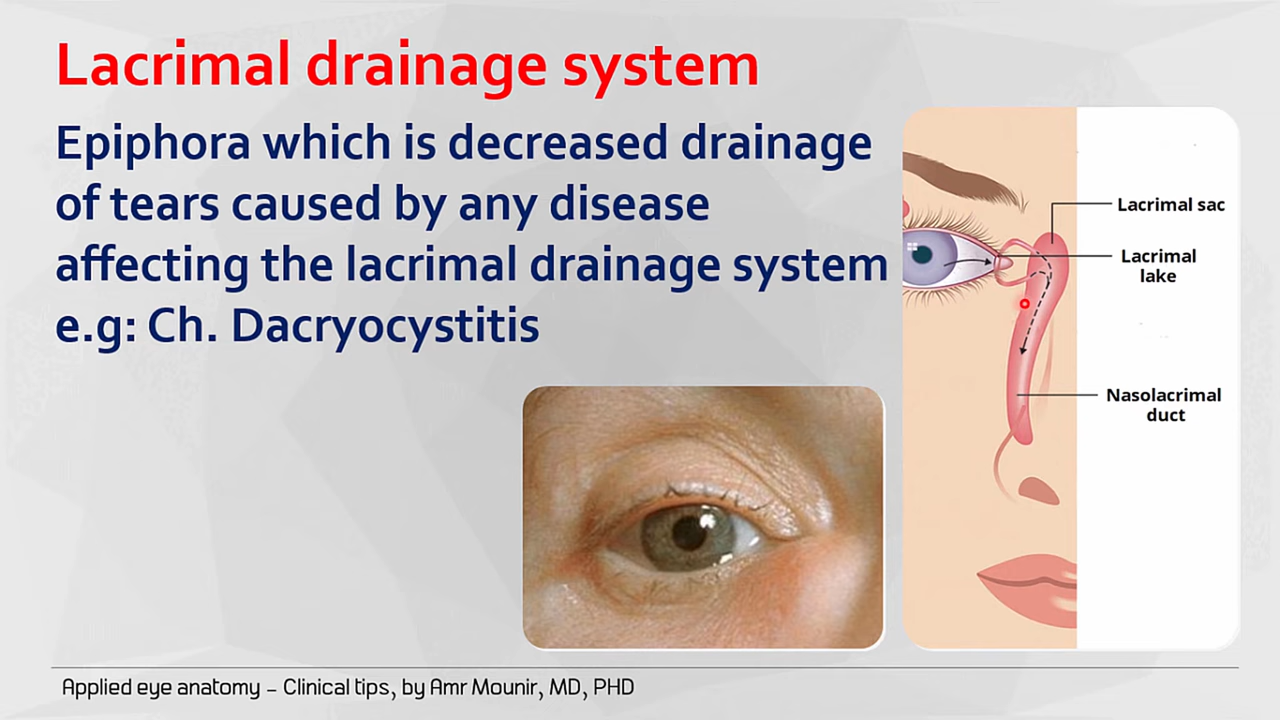 Lacrimal drainage system
Epiphora which is decreased drainage
of tears caused by any disease
affecting the lacrimal drainage system
e.g: Ch. Dacryocystitis
Lacrimal sac
Lacrimal
lake
Nasolacrimal
duct
Applied eye anatomy – Clinical tips, by Amr Mounir, MD, PHD